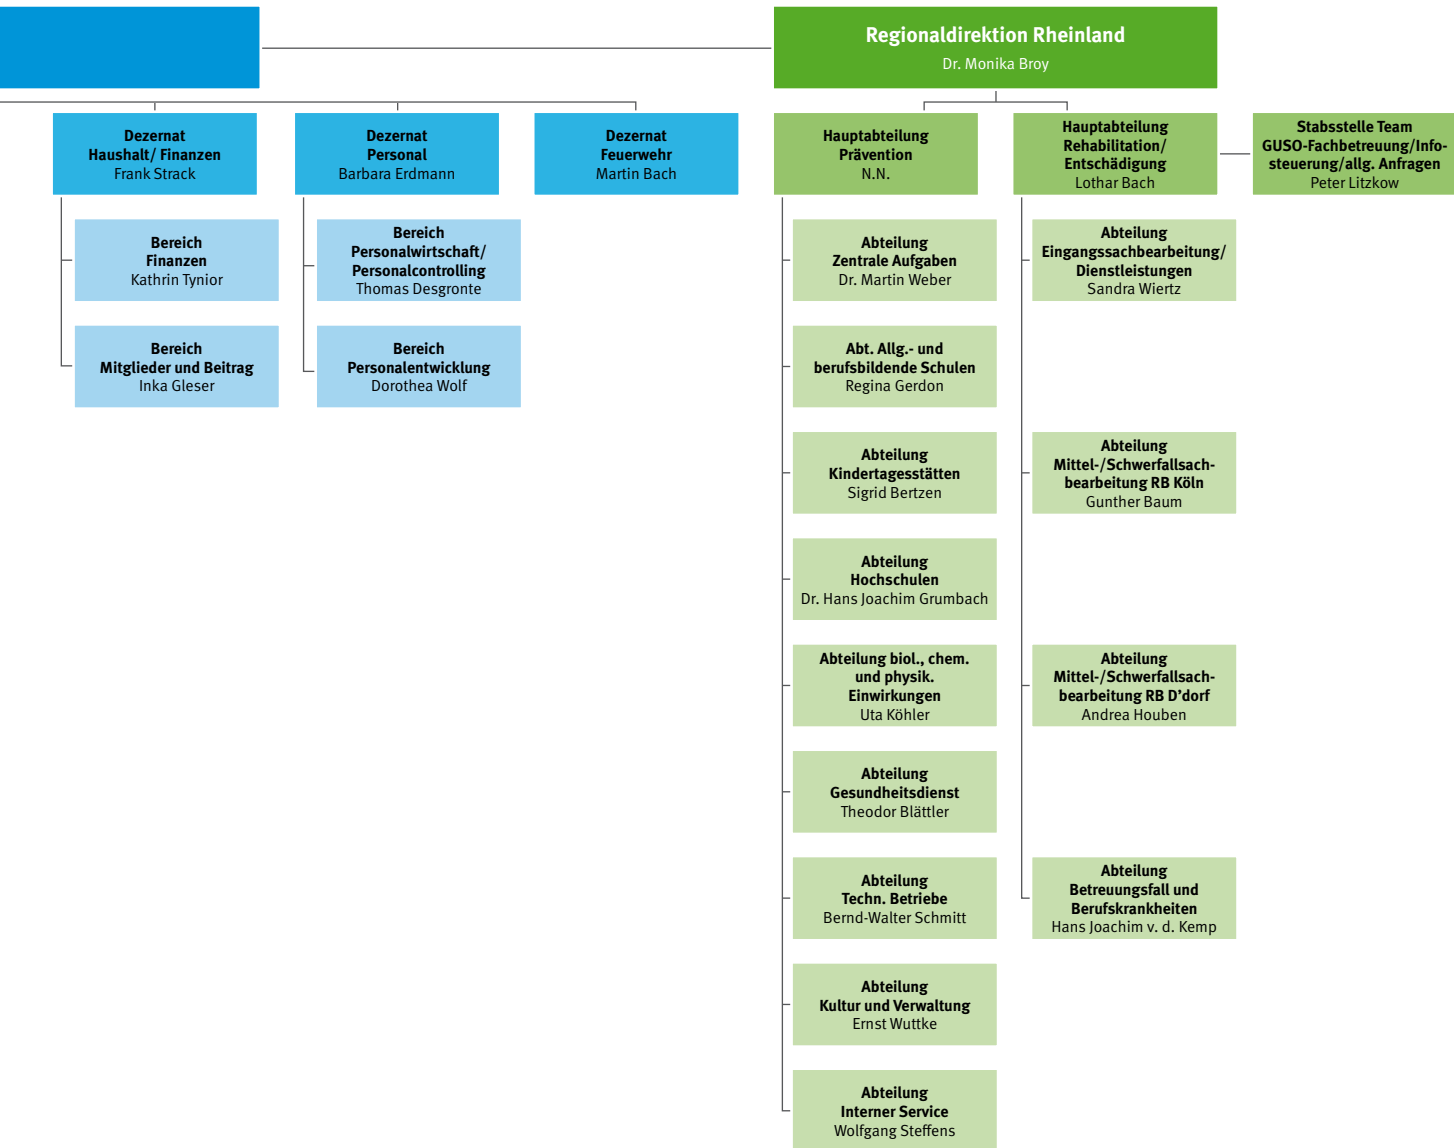 Regionaldirektion Rheinland
Dr. Monika Broy
Dezernat
Haushalt/ Finanzen
Frank Strack
Dezernat
Personal
Barbara Erdmann
Dezernat
Feuerwehr
Martin Bach
Hauptabteilung
Prävention
N.N.
Hauptabteilung
Rehabilitation/
Entschädigung
Lothar Bach
Stabsstelle Team
GUSO-Fachbetreuung/Info-
steuerung/allg. Anfragen
Peter Litzkow
Bereich
Finanzen
Kathrin Tynior
Bereich
Mitglieder und Beitrag
Inka Gleser
Bereich
Personalwirtschaft/
Personalcontrolling
Thomas Desgronte
Bereich
Personalentwicklung
Dorothea Wolf
Abteilung
Zentrale Aufgaben
Dr. Martin Weber
Abt. Allg.- und
berufsbildende Schulen
Regina Gerdon
Abteilung
Kindertagesstätten
Sigrid Bertzen
Abteilung
Hochschulen
Dr. Hans Joachim Grumbach
Abteilung biol., chem.
und physik.
Einwirkungen
Uta Köhler
Abteilung
Gesundheitsdienst
Theodor Blättler
Abteilung
Techn. Betriebe
Bernd-Walter Schmitt
Abteilung
Kultur und Verwaltung
Ernst Wuttke
Abteilung
Interner Service
Wolfgang Steffens
Abteilung
Eingangssachbearbeitung/
Dienstleistungen
Sandra Wiertz
Abteilung
Mittel-/Schwerfallsach-
bearbeitung RB Köln
Gunther Baum
Abteilung
Mittel-/Schwerfallsach-
bearbeitung RB D’dorf
Andrea Houben
Abteilung
Betreuungsfall und
Berufskrankheiten
Hans Joachim v. d. Kemp